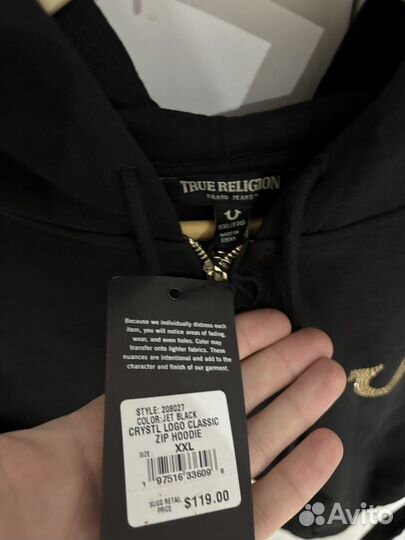 TRUE RELIGION
BRAND JEANS
XXL/TTG
MADE IN
CHINA
Because we individually distress each
item, you will notice areas of fading,
wear, and even holes. Color may
transfer onto lighter fabrics. These
nuances are intentional and add to the
character and finish of our garment.
STYLE: 208027
COLOR:JET BLACK
CRYSTL LOGO CLASSIC
ZIP HOODIE
SIZE: XXL
1 97516 33609 6
SUGG RETAIL
PRICE $119.00
Avito